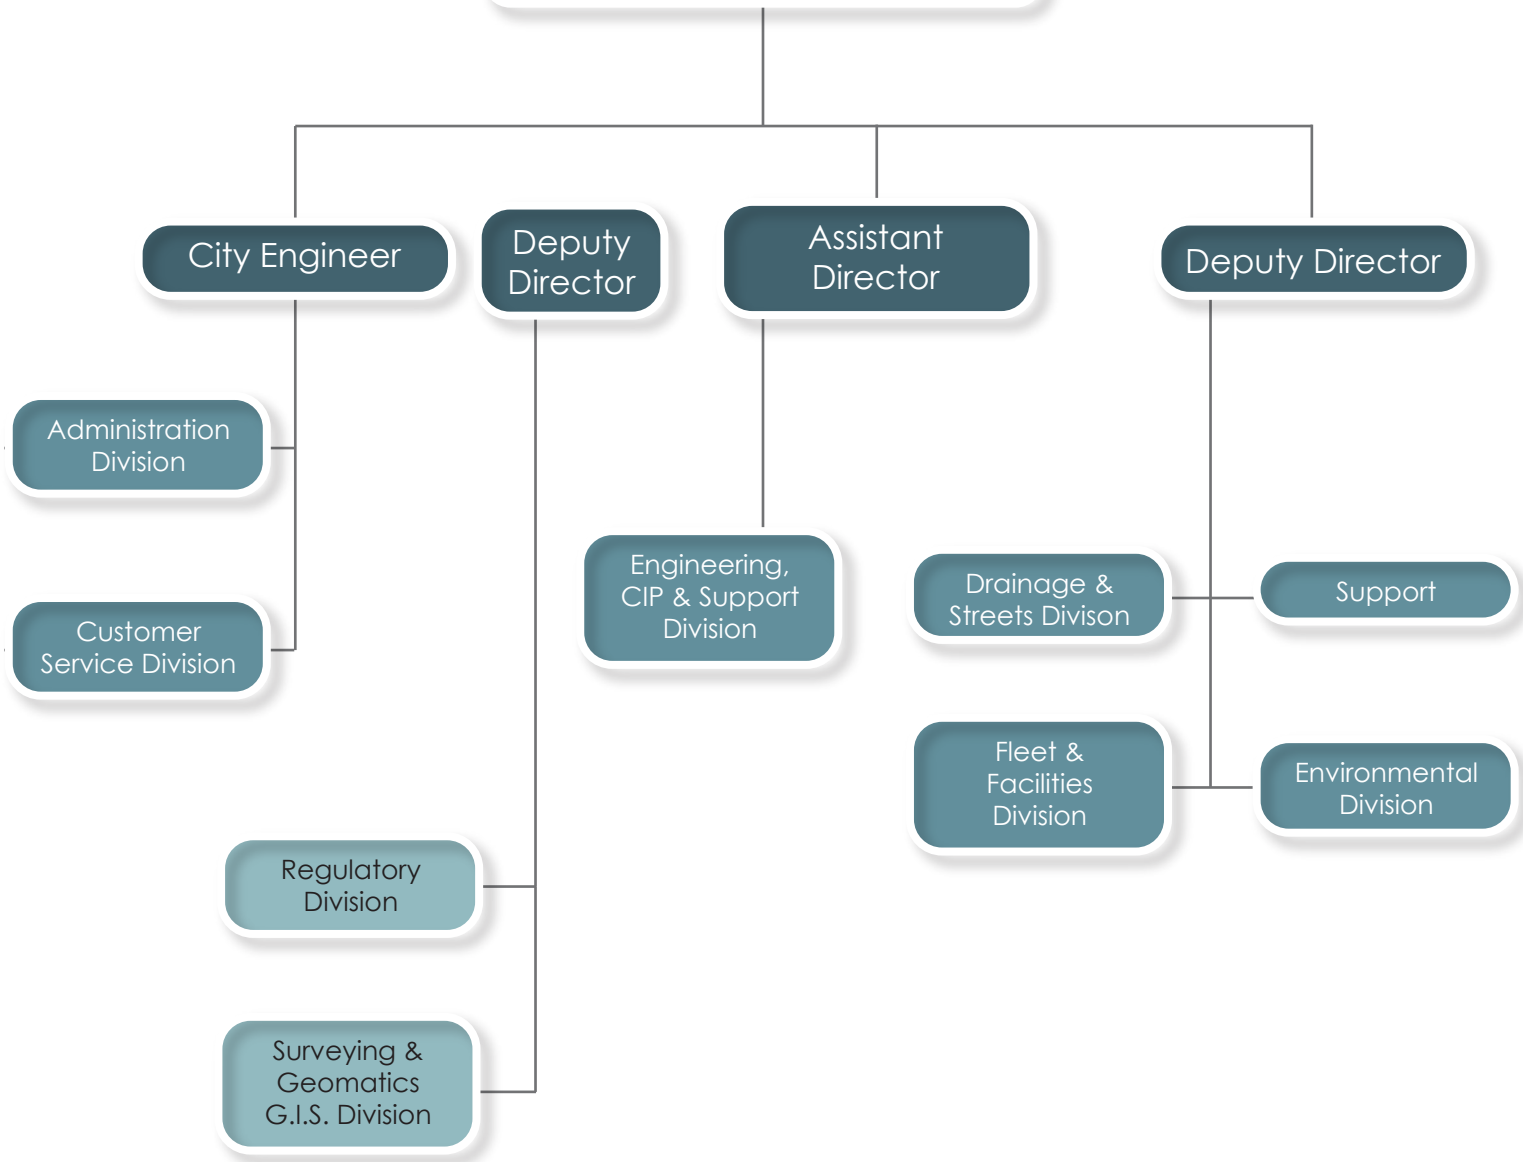 City Engineer
Deputy
Director
Assistant
Director
Deputy Director
Administration
Division
Customer
Service Division
Engineering,
CIP & Support
Division
Drainage &
Streets Divison
Support
Fleet &
Facilities
Division
Environmental
Division
Regulatory
Division
Surveying &
Geomatics
G.I.S. Division